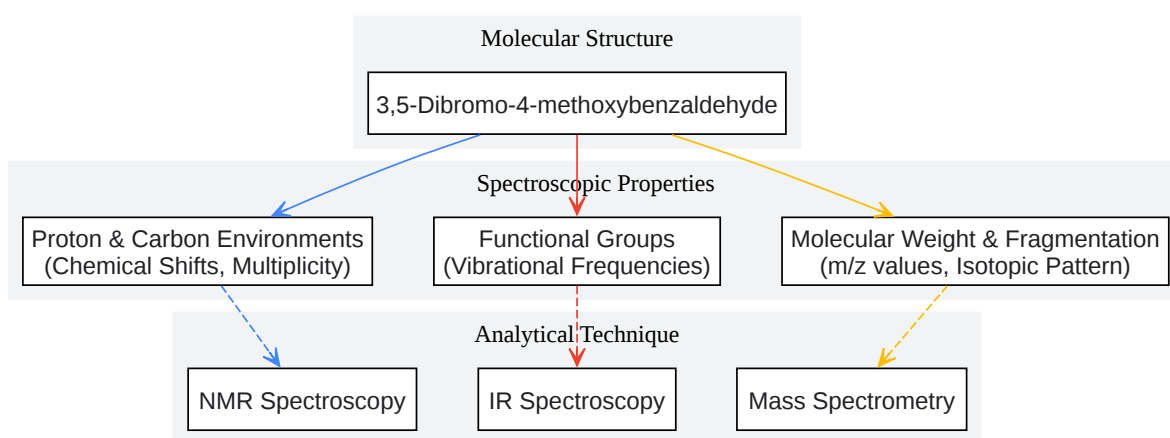 Molecular Structure
3,5-Dibromo-4-methoxybenzaldehyde
Spectroscopic Properties
Proton & Carbon Environments
(Chemical Shifts, Multiplicity)
Functional Groups
(Vibrational Frequencies)
Molecular Weight & Fragmentation
(m/z values, Isotopic Pattern)
Analytical Technique
NMR Spectroscopy
IR Spectroscopy
Mass Spectrometry